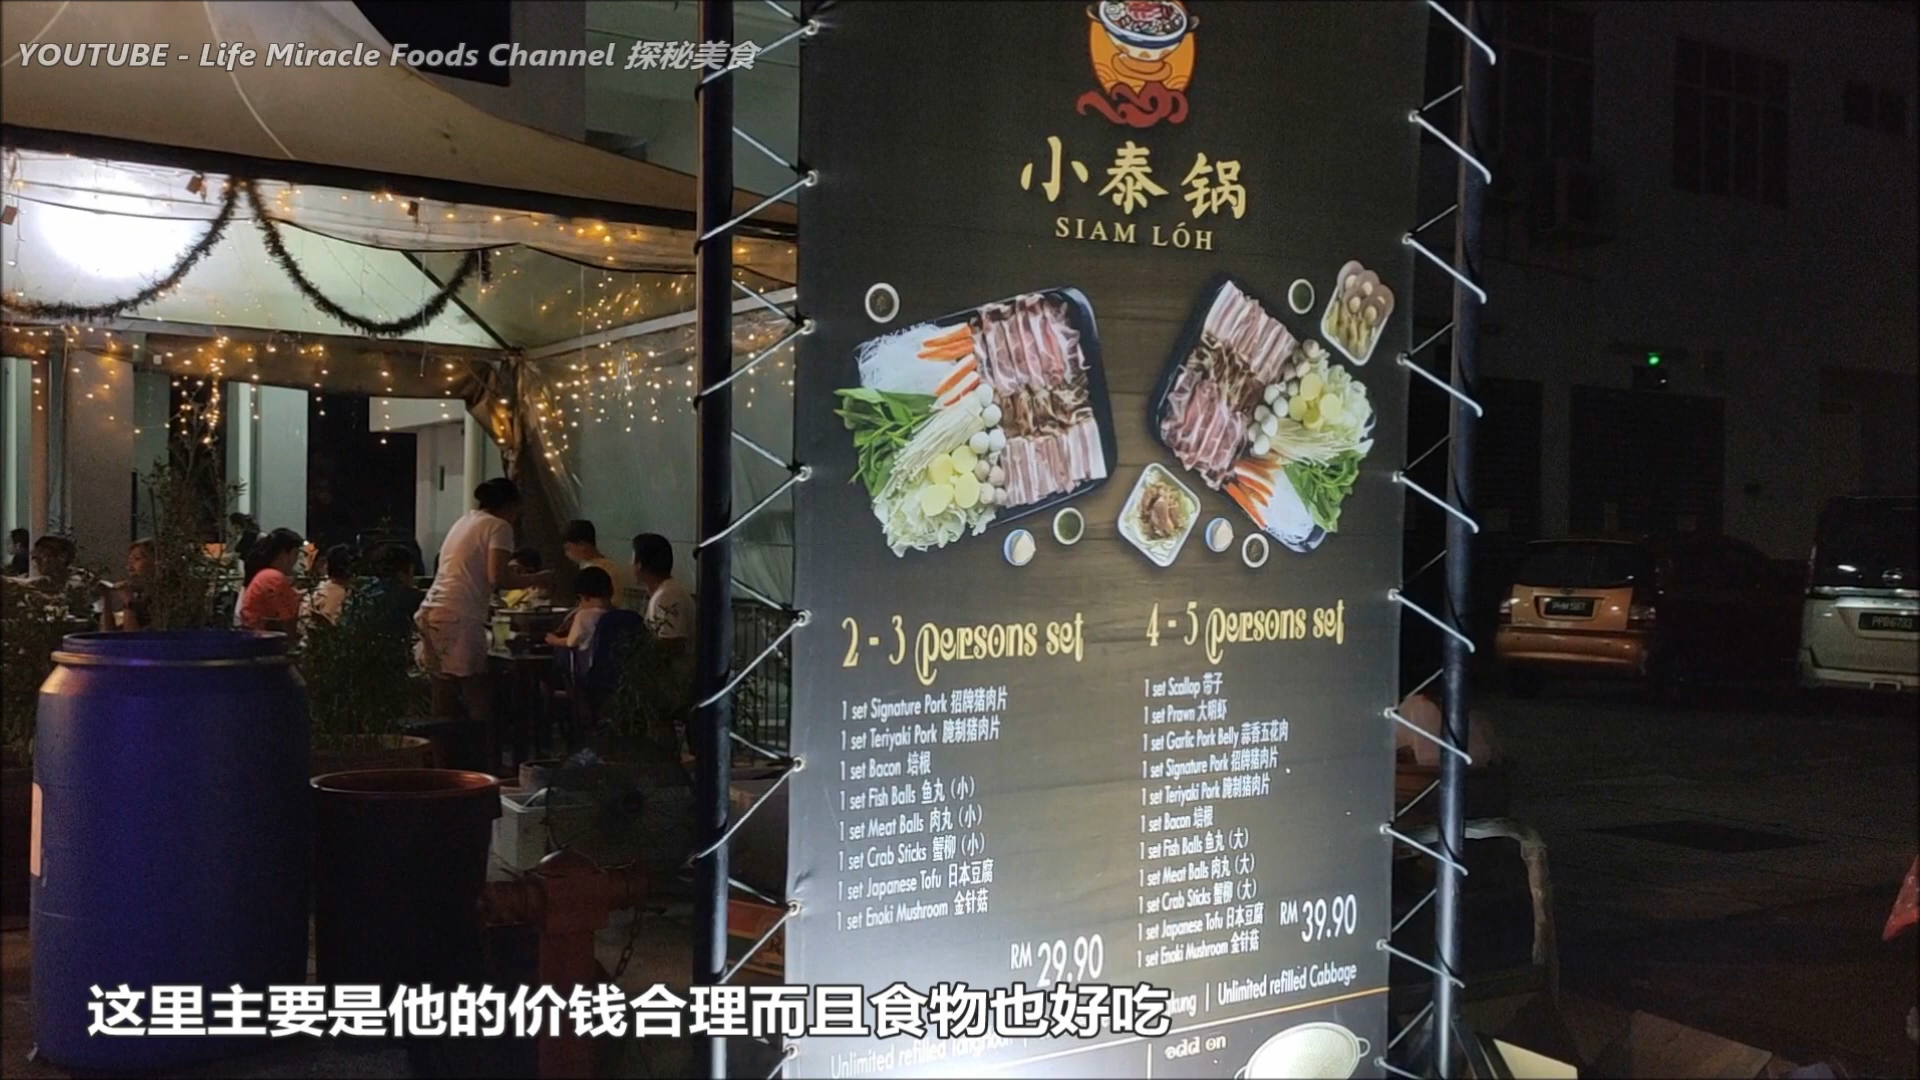 YOUTUBE - Life Miracle Foods Channel 探秘美食
小泰锅
SIAM LÓH
2 - 3 persons set
1 set Signature Pork 招牌猪肉片
1 set Teriyaki Pork 腌制猪肉片
1 set Bacon 培根
1 set Fish Balls 鱼丸（小）
1 set Meat Balls 肉丸（小）
1 set Crab Sticks 蟹柳（小）
1 set Japanese Tofu 日本豆腐
1 set Enoki Mushroom 金针菇
RM 29.90
4 - 5 persons set
1 set Scallop 带子
1 set Prawn 大明虾
1 set Garlic Pork Belly 蒜香五花肉
1 set Signature Pork 招牌猪肉片
1 set Teriyaki Pork 腌制猪肉片
1 set Bacon 培根
1 set Fish Balls 鱼丸（大）
1 set Meat Balls 肉丸（大）
1 set Crab Sticks 蟹柳（大）
1 set Japanese Tofu 日本豆腐
1 set Enoki Mushroom 金针菇
RM 39.90
Unlimited refilled Cabbage
Unlimited refilled
add on
这里主要是他的价钱合理而且食物也好吃